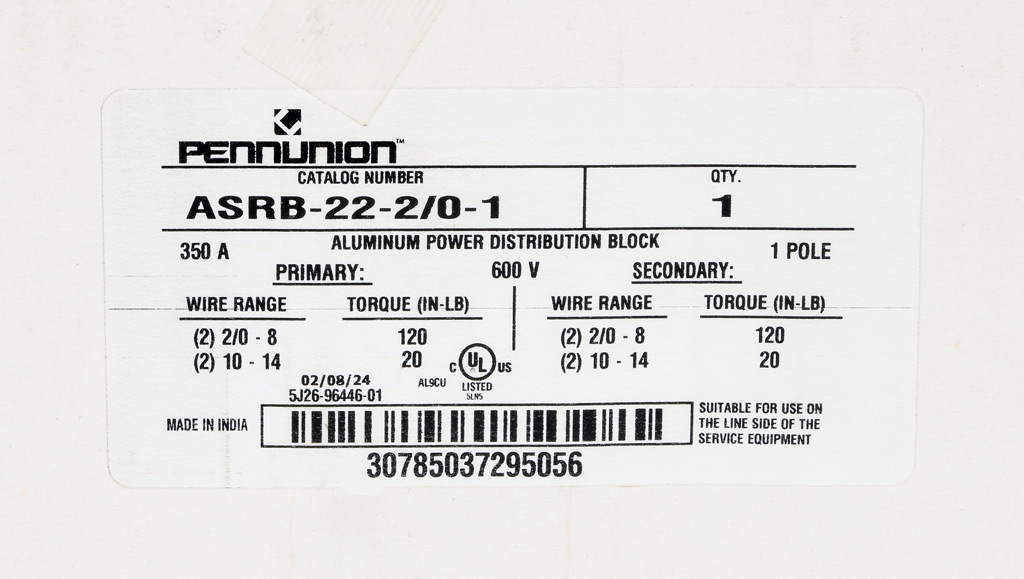 PENNUNION™
CATALOG NUMBER QTY.
ASRB-22-2/0-1 1
350 A ALUMINUM POWER DISTRIBUTION BLOCK 1 POLE
PRIMARY: 600 V SECONDARY:
WIRE RANGE TORQUE (IN-LB) WIRE RANGE TORQUE (IN-LB)
(2) 2/0 - 8 120 (2) 2/0 - 8 120
(2) 10 - 14 20 (2) 10 - 14 20
C UL US
LISTED
5LN5
AL9CU
02/08/24
5J26-96446-01
MADE IN INDIA
SUITABLE FOR USE ON
THE LINE SIDE OF THE
SERVICE EQUIPMENT
30785037295056